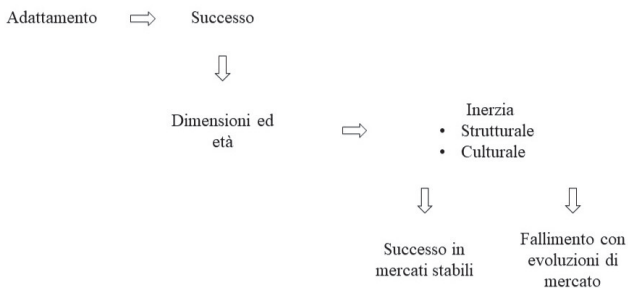 Adattamento
Successo
Dimensioni ed
età
Inerzia
• Strutturale
• Culturale
Successo in
mercati stabili
Fallimento con
evoluzioni di
mercato